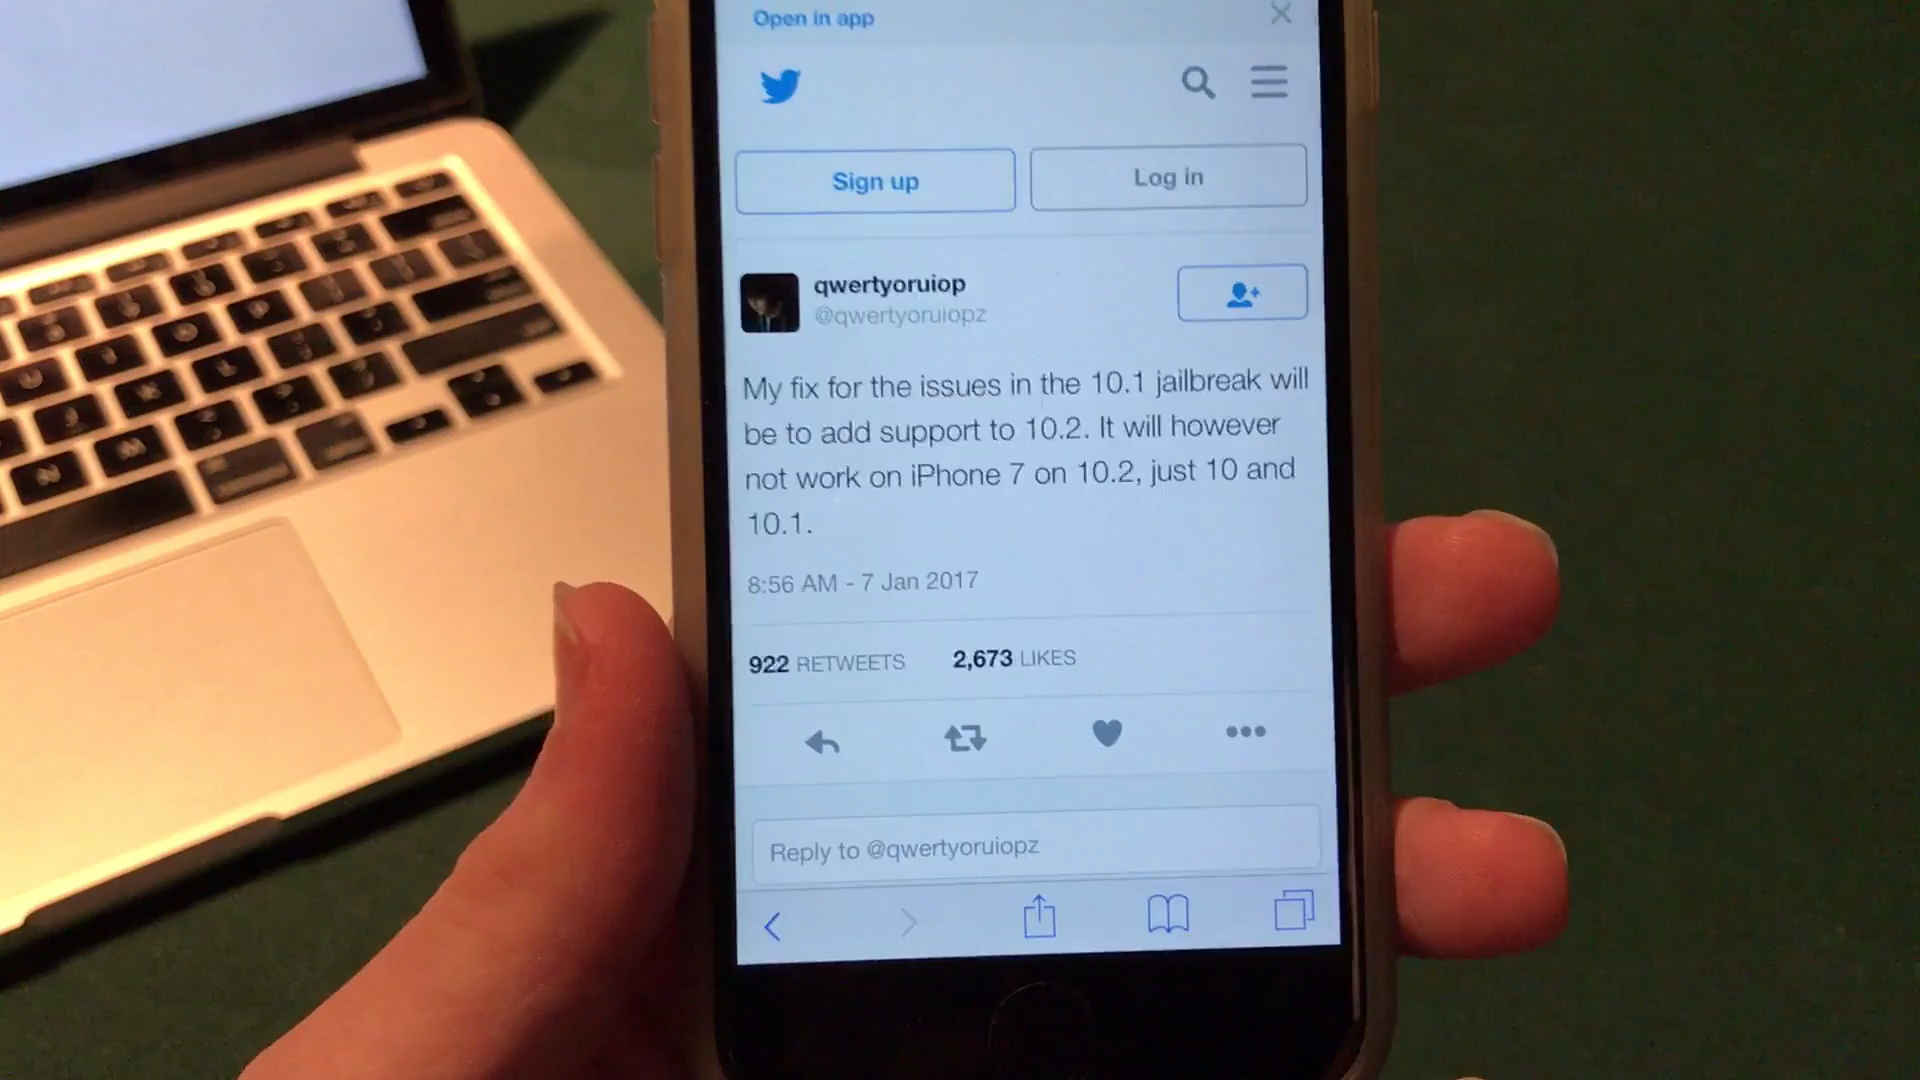 Open in app
Sign up
Log in
qwertyoruiop
@qwertyoruiopz
My fix for the issues in the 10.1 jailbreak will
be to add support to 10.2. It will however
not work on iPhone 7 on 10.2, just 10 and
10.1.
8:56 AM - 7 Jan 2017
922 RETWEETS 2,673 LIKES
Reply to @qwertyoruiopz